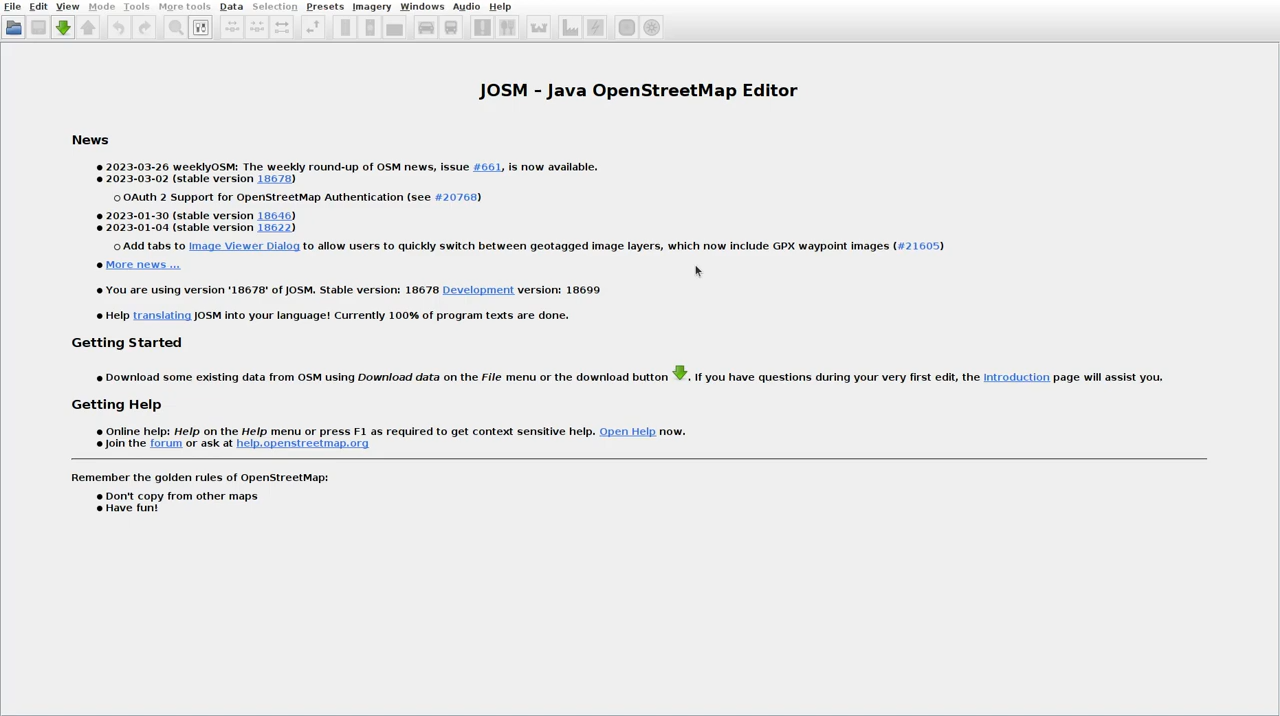 File Edit View Mode Tools More tools Data Selection Presets Imagery Windows Audio Help
JOSM – Java OpenStreetMap Editor
News
2023-03-26 weeklyOSM: The weekly round-up of OSM news, issue #661, is now available.
2023-03-02 (stable version 18678)
OAuth 2 Support for OpenStreetMap Authentication (see #20768)
2023-01-30 (stable version 18646)
2023-01-04 (stable version 18622)
Add tabs to Image Viewer Dialog to allow users to quickly switch between geotagged image layers, which now include GPX waypoint images (#21605)
More news ...
You are using version '18678' of JOSM. Stable version: 18678 Development version: 18699
Help translating JOSM into your language! Currently 100% of program texts are done.
Getting Started
Download some existing data from OSM using Download data on the File menu or the download button . If you have questions during your very first edit, the Introduction page will assist you.
Getting Help
Online help: Help on the Help menu or press F1 as required to get context sensitive help. Open Help now.
Join the forum or ask at help.openstreetmap.org
Remember the golden rules of OpenStreetMap:
Don't copy from other maps
Have fun!